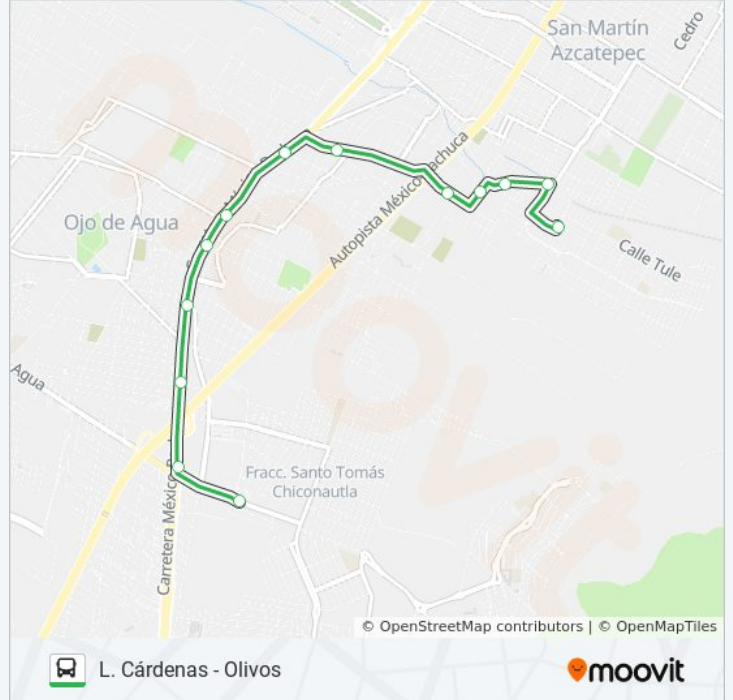 San Martín
Azcatepec
Cedro
Ojo de Agua
Autopista México Pachuca
Calle Tule
Agua
Fracc. Santo Tomás
Chiconautla
Carretera México
© OpenStreetMap contributors | © OpenMapTiles
L. Cárdenas - Olivos
moovit